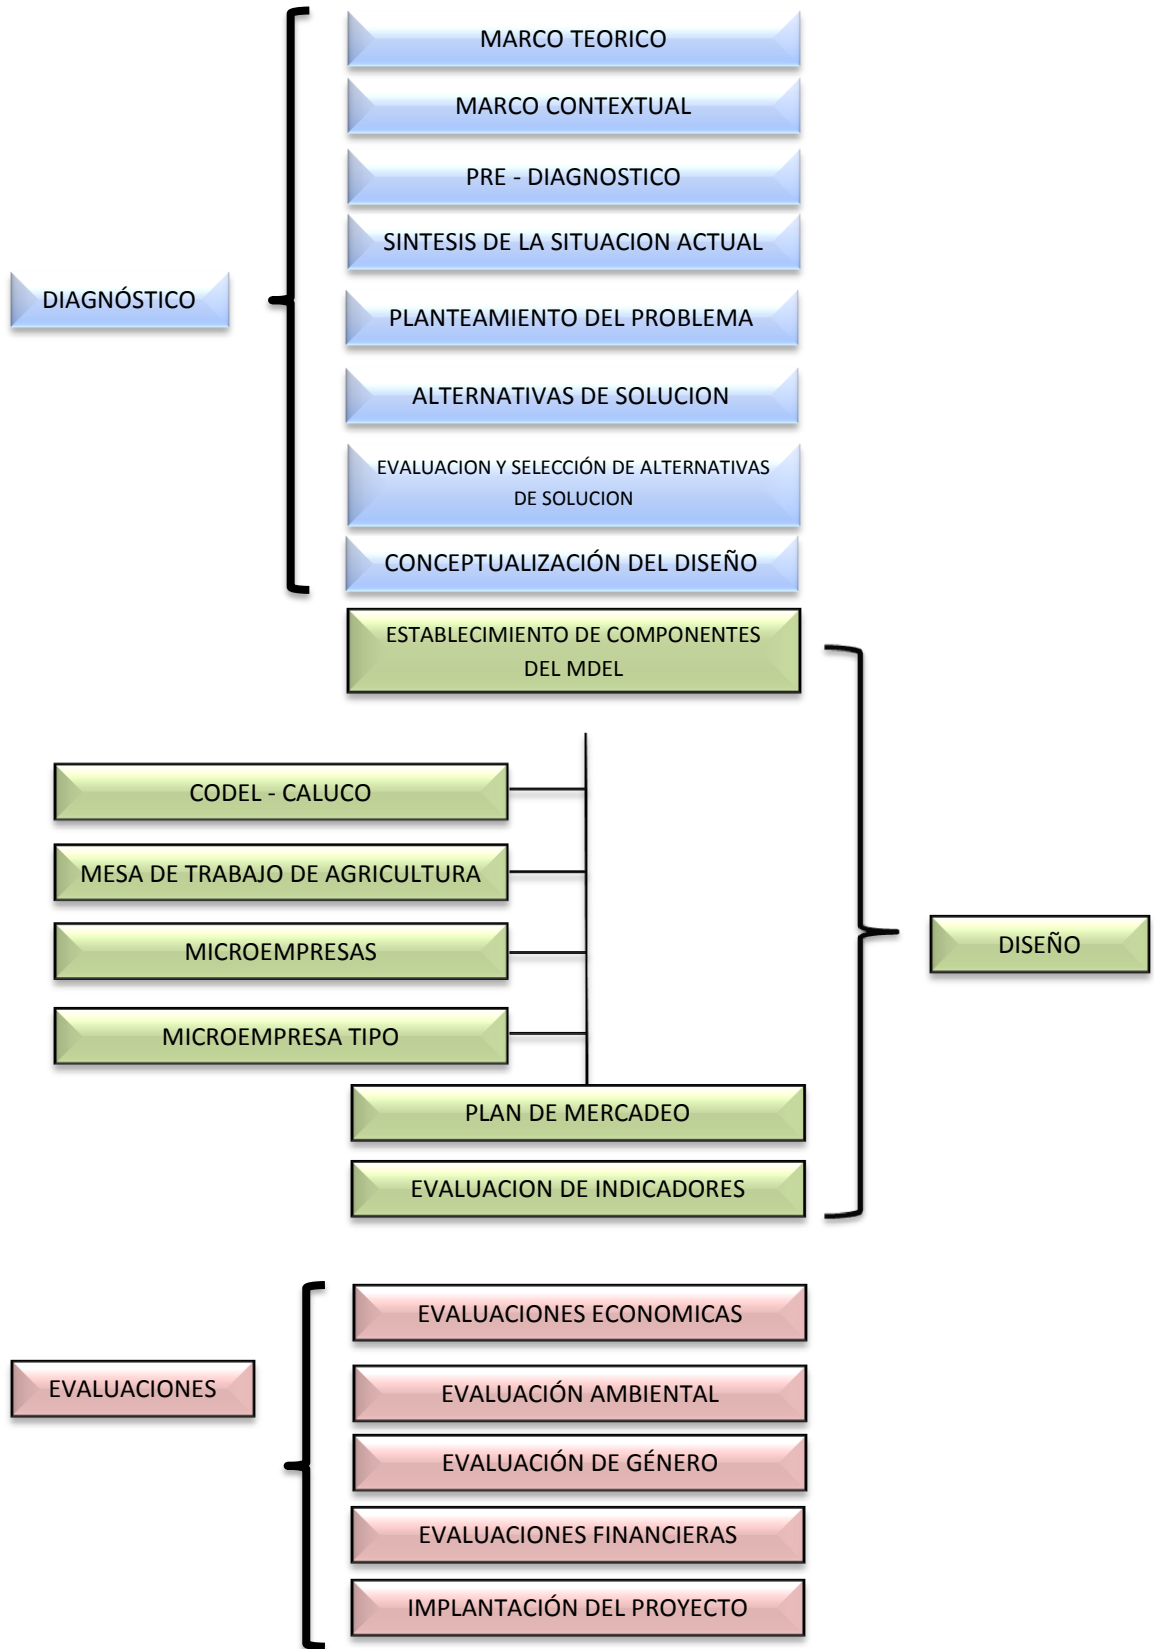 MARCO TEORICO
MARCO CONTEXTUAL
PRE - DIAGNOSTICO
SINTESIS DE LA SITUACION ACTUAL
DIAGNÓSTICO
PLANTEAMIENTO DEL PROBLEMA
ALTERNATIVAS DE SOLUCION
EVALUACION Y SELECCIÓN DE ALTERNATIVAS
DE SOLUCION
CONCEPTUALIZACIÓN DEL DISEÑO
ESTABLECIMIENTO DE COMPONENTES
DEL MDEL
CODEL - CALUCO
MESA DE TRABAJO DE AGRICULTURA
MICROEMPRESAS
DISEÑO
MICROEMPRESA TIPO
PLAN DE MERCADEO
EVALUACION DE INDICADORES
EVALUACIONES ECONOMICAS
EVALUACIONES
EVALUACIÓN AMBIENTAL
EVALUACIÓN DE GÉNERO
EVALUACIONES FINANCIERAS
IMPLANTACIÓN DEL PROYECTO